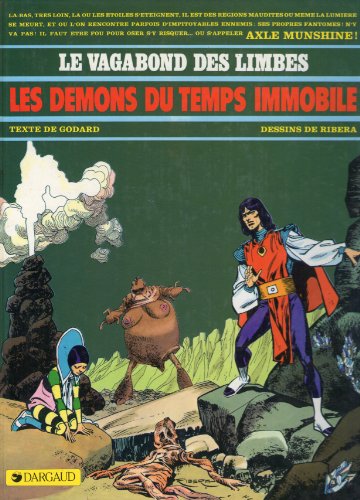 LA-BAS, TRES LOIN, LA OU LES ETOILES S'ETEIGNENT, IL EST DES REGIONS MAUDITES OU MEME LA LUMIERE
SE MEURT, ET OU L'ON RENCONTRE PARFOIS D'IMPITOYABLES ENNEMIS : SES PROPRES FANTOMES ! N'Y
VA PAS ! IL FAUT ETRE FOU POUR OSER S'Y RISQUER... OU S'APPELER AXLE MUNSHINE !
LE VAGABOND DES LIMBES
LES DEMONS DU TEMPS IMMOBILE
TEXTE DE GODARD
DESSINS DE RIBERA
DARGAUD